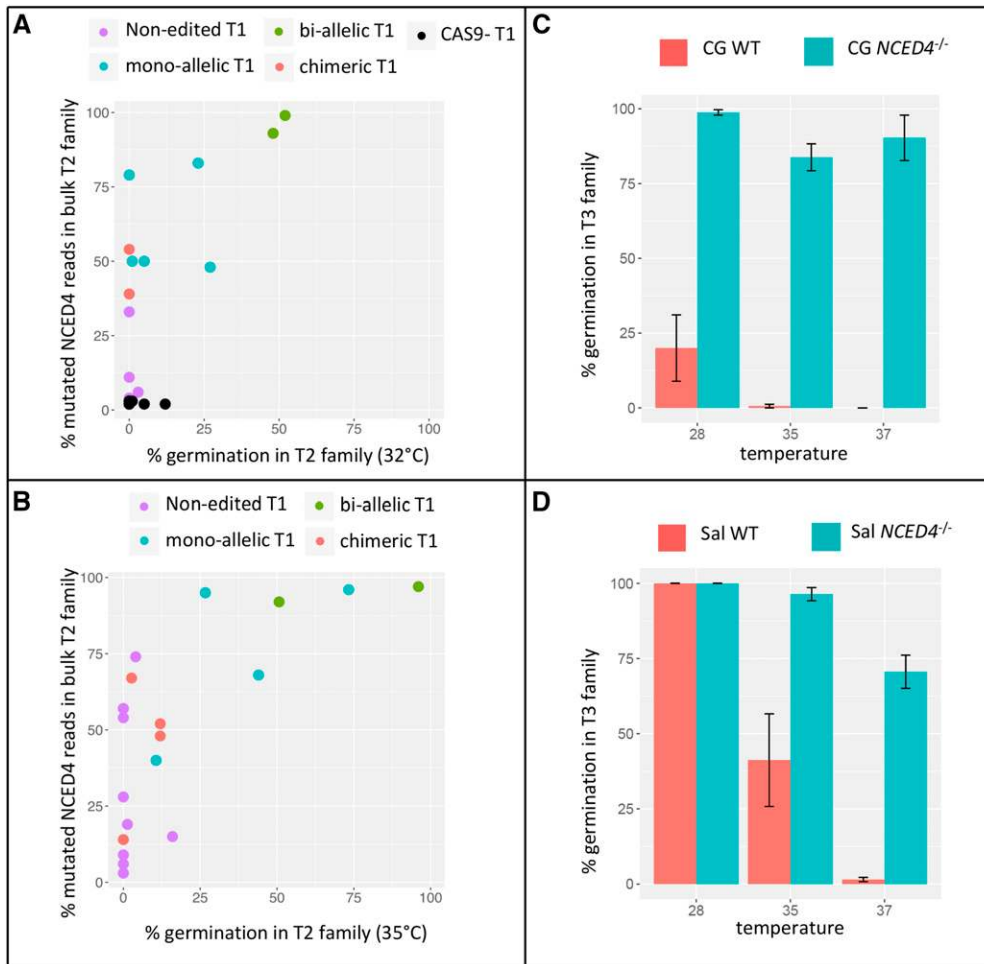 A
Non-edited T1
bi-allelic T1
CAS9- T1
mono-allelic T1
chimeric T1
% mutated NCED4 reads in bulk T2 family
100
75
50
25
0
0
25
50
75
100
% germination in T2 family (32°C)
B
Non-edited T1
bi-allelic T1
mono-allelic T1
chimeric T1
% mutated NCED4 reads in bulk T2 family
100
75
50
25
0
0
25
50
75
100
% germination in T2 family (35°C)
C
CG WT
CG NCED4-/-
% germination in T3 family
100
75
50
25
0
28
35
37
temperature
D
Sal WT
Sal NCED4-/-
% germination in T3 family
100
75
50
25
0
28
35
37
temperature